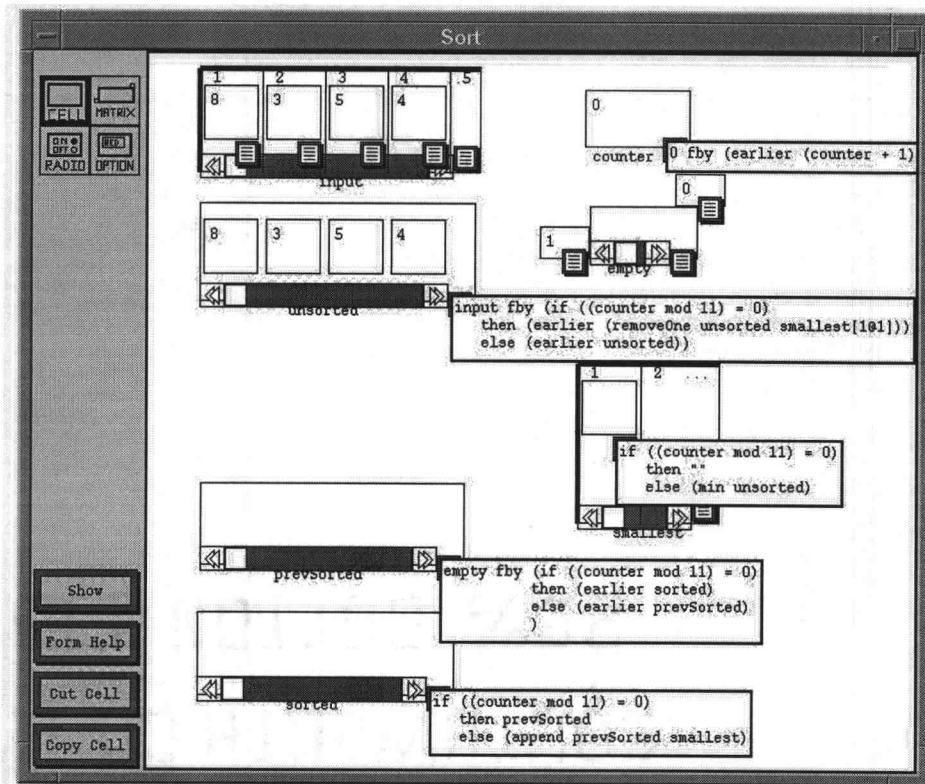 Sort
CELL MATRIX
ON OFF RED
RADIO OPTION
1 2 3 4 ..5
8 3 5 4
input
0
counter
0 fby (earlier (counter + 1)
0
1
empty
8 3 5 4
unsorted
input fby (if ((counter mod 11) = 0)
then (earlier (removeOne unsorted smallest[1@1]))
else (earlier unsorted))
1 2 ...
if ((counter mod 11) = 0)
then ""
else (min unsorted)
smallest
prevSorted
empty fby (if ((counter mod 11) = 0)
then (earlier sorted)
else (earlier prevSorted)
)
sorted
if ((counter mod 11) = 0)
then prevSorted
else (append prevSorted smallest)
Show
Form Help
Cut Cell
Copy Cell